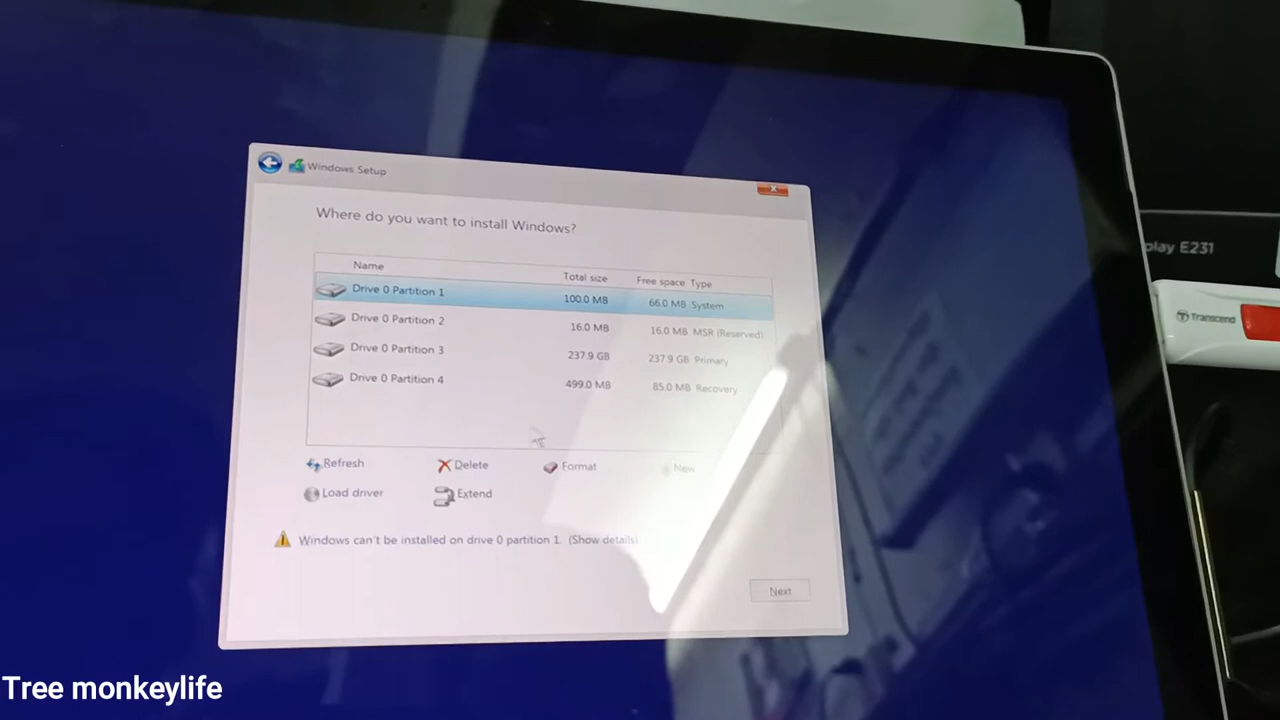 Windows Setup
Where do you want to install Windows?
Name Total size Free space Type
Drive 0 Partition 1 100.0 MB 66.0 MB System
Drive 0 Partition 2 16.0 MB 16.0 MB MSR (Reserved)
Drive 0 Partition 3 237.9 GB 237.9 GB Primary
Drive 0 Partition 4 499.0 MB 85.0 MB Recovery
Refresh Delete Format New
Load driver Extend
Windows can't be installed on drive 0 partition 1. (Show details)
Next
play E231
Transcend
Tree monkeylife